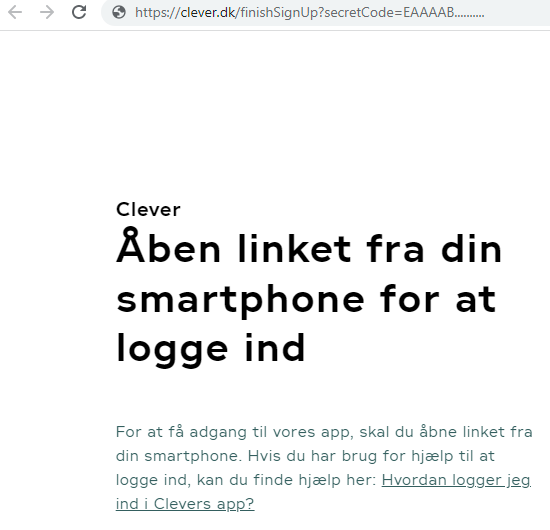 https://clever.dk/finishSignUp?secretCode=EAAAAB..........
Clever
Åben linket fra din
smartphone for at
logge ind
For at få adgang til vores app, skal du åbne linket fra
din smartphone. Hvis du har brug for hjælp til at
logge ind, kan du finde hjælp her: Hvordan logger jeg
ind i Clevers app?